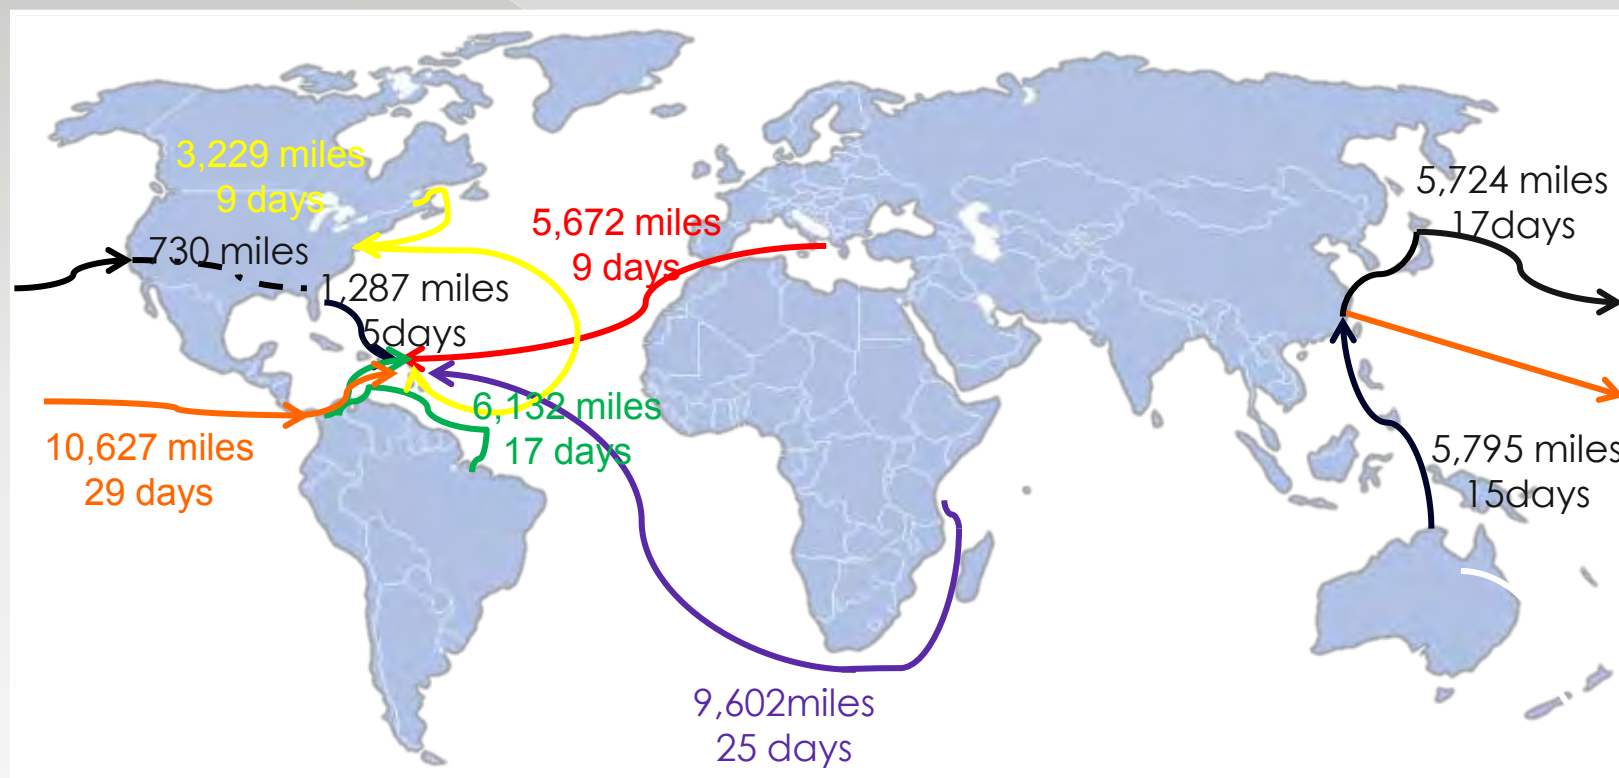 3,229 miles
9 days
730 miles
5,672 miles
9 days
1,287 miles
5days
5,724 miles
17days
6,132 miles
17 days
10,627 miles
29 days
5,795 miles
15days
9,602miles
25 days